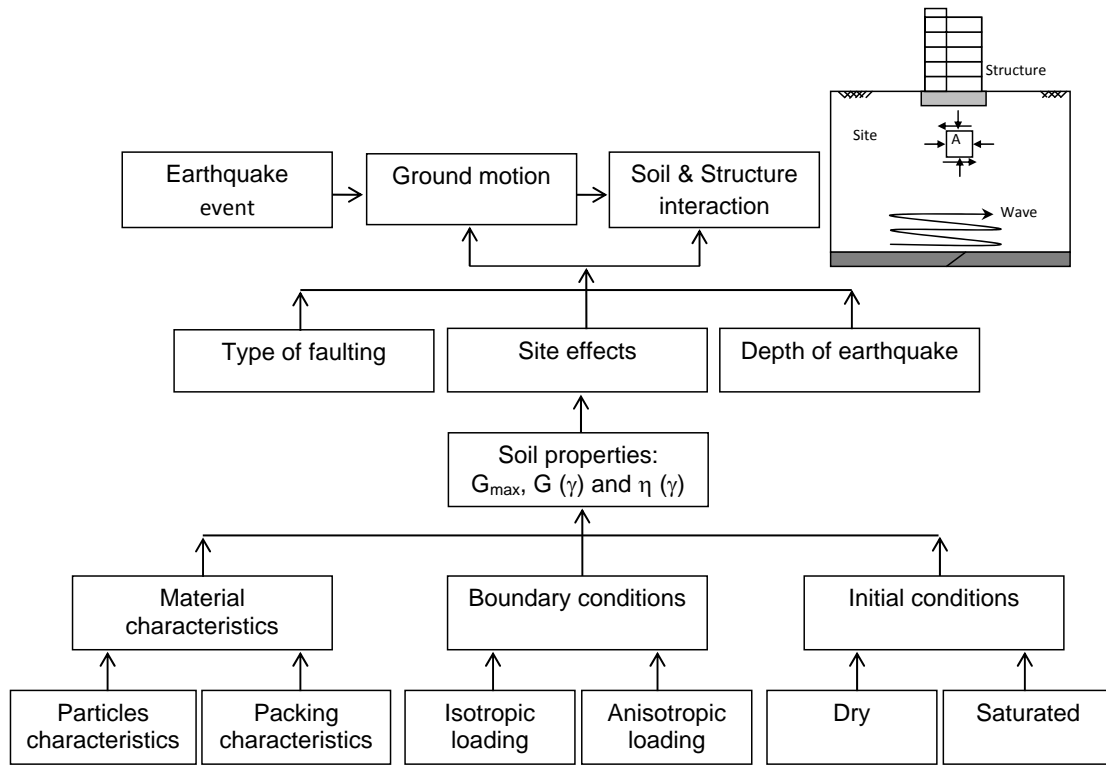 Structure
Site
A
Wave
Earthquake
event
Ground motion
Soil & Structure
interaction
Type of faulting
Site effects
Depth of earthquake
Soil properties:
Gmax, G (γ) and η (γ)
Material
characteristics
Boundary conditions
Initial conditions
Particles
characteristics
Packing
characteristics
Isotropic
loading
Anisotropic
loading
Dry
Saturated